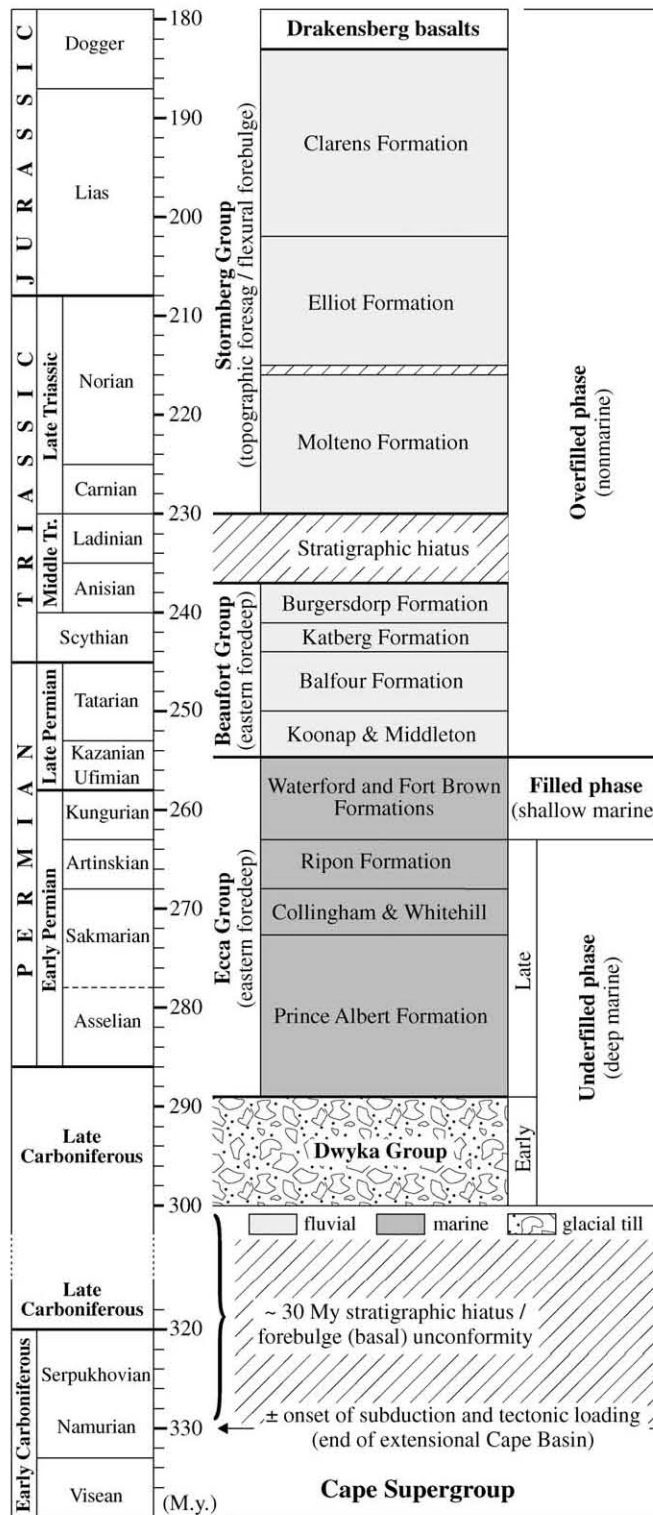 JURASSIC
TRIASSIC
PERMIAN
Late Triassic
Middle Tr.
Late Permian
Early Permian
Early Carboniferous
Dogger
Lias
Norian
Carnian
Ladinian
Anisian
Scythian
Tatarian
Kazanian
Ufimian
Kungurian
Artinskian
Sakmarian
Asselian
Late
Carboniferous
Late
Carboniferous
Serpukhovian
Namurian
Visean
180
190
200
210
220
230
240
250
260
270
280
290
300
320
330
(M.y.)
Stormberg Group
(topographic foresag / flexural forebulge)
Beaufort Group
(eastern foredeep)
Ecca Group
(eastern foredeep)
Drakensberg basalts
Clarens Formation
Elliot Formation
Molteno Formation
Stratigraphic hiatus
Burgersdorp Formation
Katberg Formation
Balfour Formation
Koonap & Middleton
Waterford and Fort Brown
Formations
Ripon Formation
Collingham & Whitehill
Prince Albert Formation
Dwyka Group
fluvial
marine
glacial till
~ 30 My stratigraphic hiatus /
forebulge (basal) unconformity
± onset of subduction and tectonic loading
(end of extensional Cape Basin)
Cape Supergroup
Overfilled phase
(nonmarine)
Filled phase
(shallow marine)
Late
Early
Underfilled phase
(deep marine)